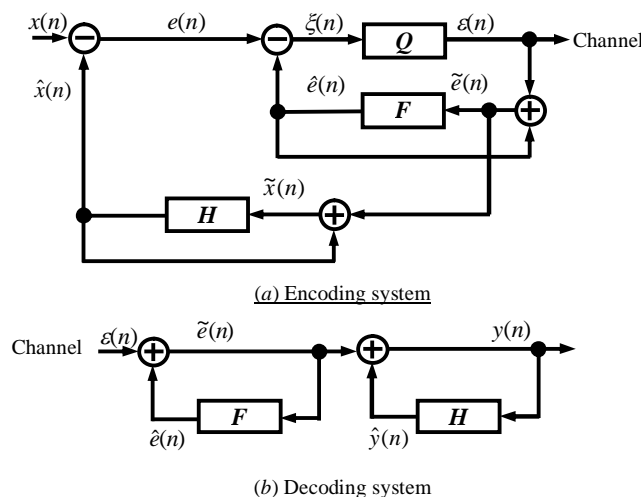 x(n) e(n) ξ(n) Q ε(n) Channel
x̂(n) ê(n) F ẽ(n)
H x̃(n)
(a) Encoding system
Channel ε(n) ẽ(n) y(n)
ê(n) F ŷ(n) H
(b) Decoding system